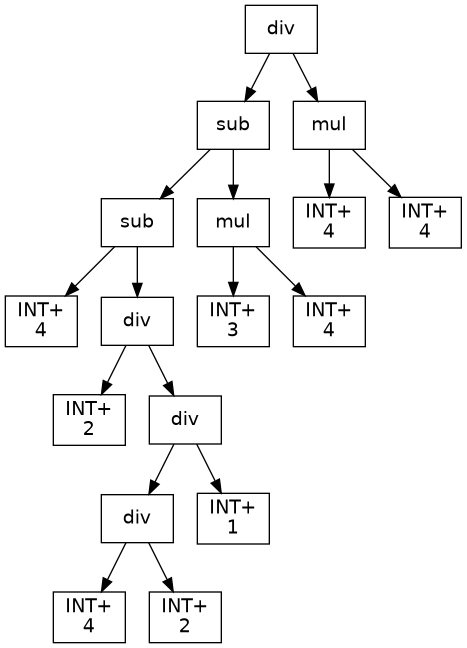 div
sub
mul
sub
mul
INT+
4
INT+
4
INT+
4
div
INT+
3
INT+
4
INT+
2
div
div
INT+
1
INT+
4
INT+
2